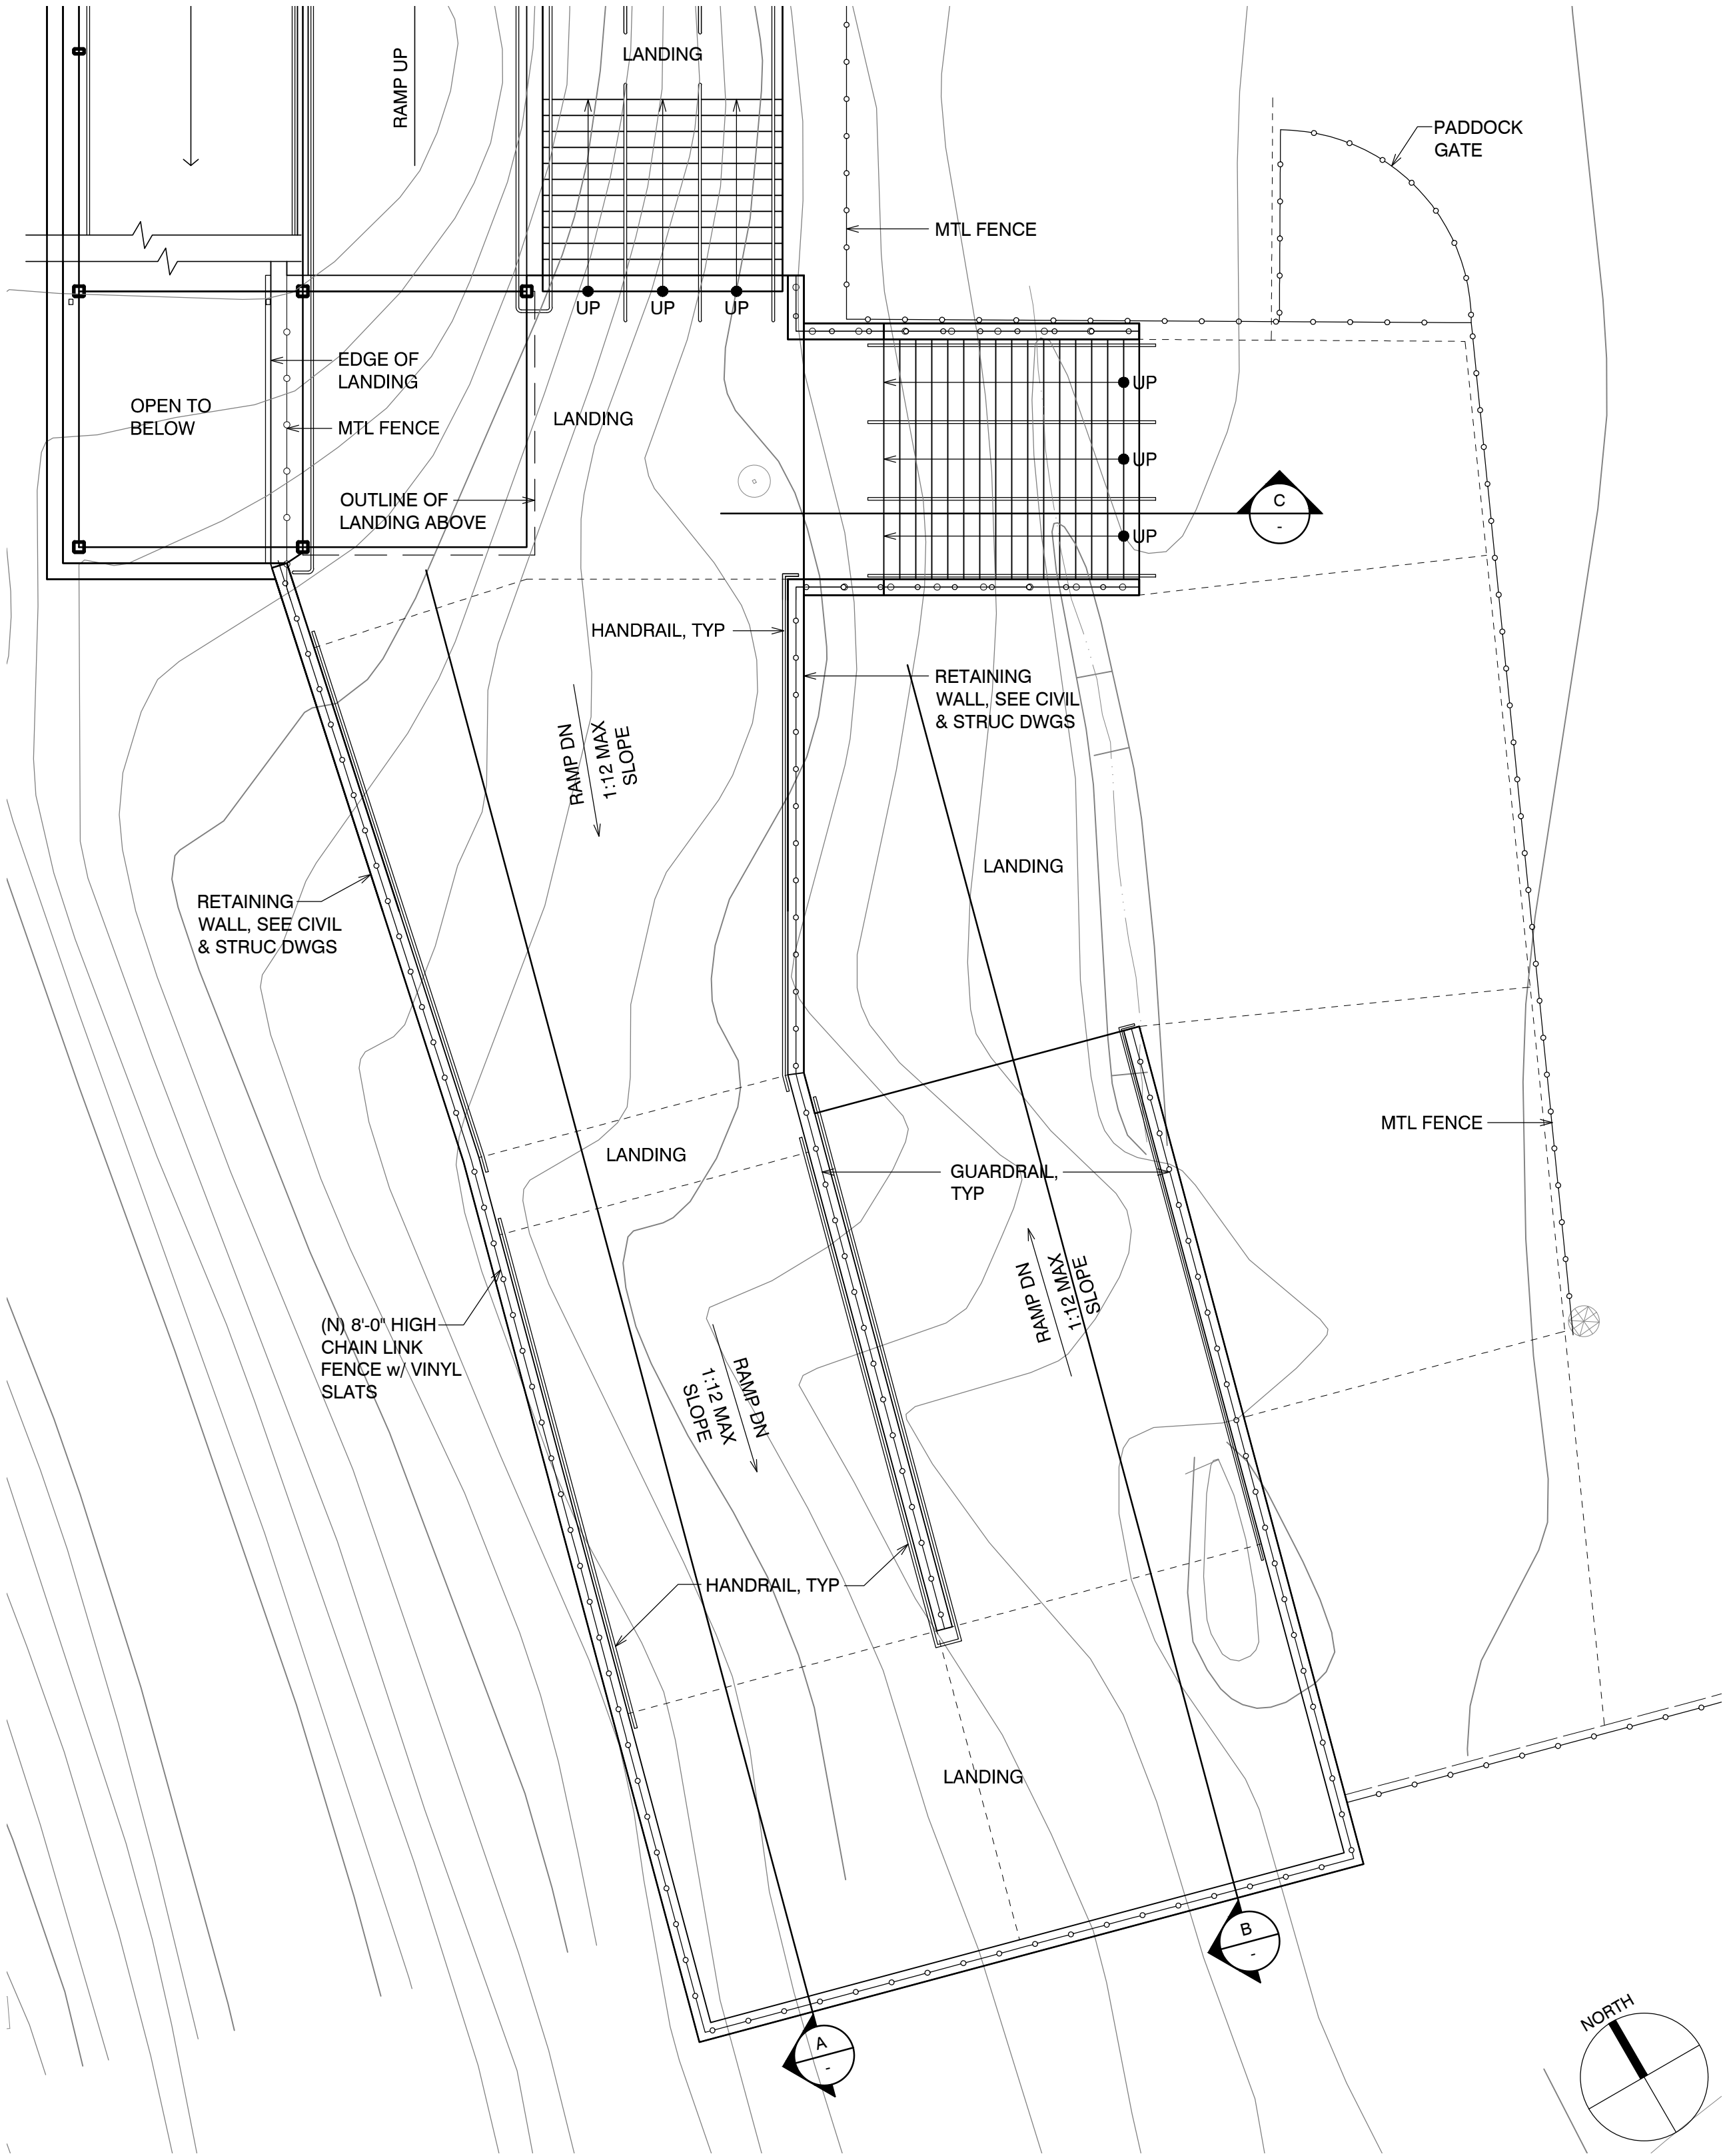 LANDING
RAMP UP
PADDOCK
GATE
MTL FENCE
UP
UP
UP
EDGE OF
LANDING
UP
OPEN TO
BELOW
LANDING
MTL FENCE
UP
OUTLINE OF
LANDING ABOVE
C
-
UP
HANDRAIL, TYP
RETAINING
WALL, SEE CIVIL
& STRUC DWGS
RAMP DN
1:12 MAX
SLOPE
LANDING
RETAINING
WALL, SEE CIVIL
& STRUC DWGS
MTL FENCE
LANDING
GUARDRAIL,
TYP
RAMP DN
1:12 MAX
SLOPE
(N) 8'-0" HIGH
CHAIN LINK
FENCE w/ VINYL
SLATS
RAMP DN
1:12 MAX
SLOPE
HANDRAIL, TYP
LANDING
B
-
A
-
NORTH